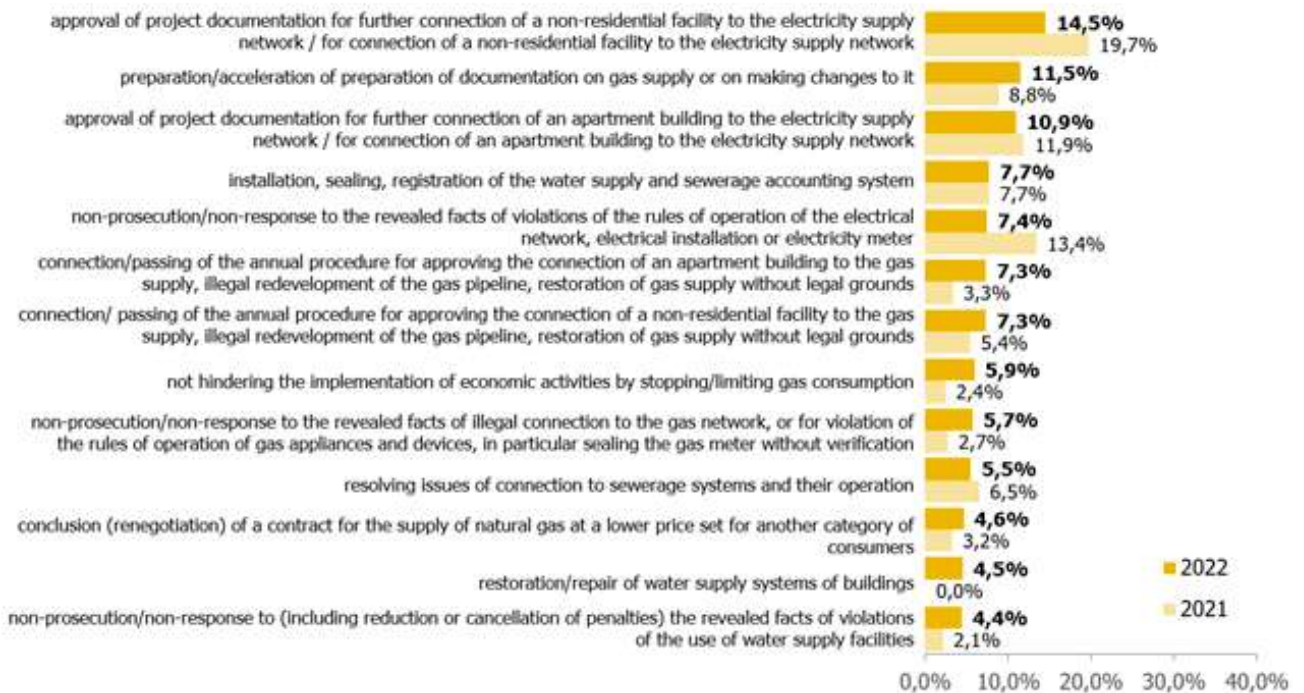 approval of project documentation for further connection of a non-residential facility to the electricity supply
network / for connection of a non-residential facility to the electricity supply network
14,5%
19,7%
preparation/acceleration of preparation of documentation on gas supply or on making changes to it
11,5%
8,8%
approval of project documentation for further connection of an apartment building to the electricity supply
network / for connection of an apartment building to the electricity supply network
10,9%
11,9%
installation, sealing, registration of the water supply and sewerage accounting system
7,7%
7,7%
non-prosecution/non-response to the revealed facts of violations of the rules of operation of the electrical
network, electrical installation or electricity meter
7,4%
13,4%
connection/passing of the annual procedure for approving the connection of an apartment building to the gas
supply, illegal redevelopment of the gas pipeline, restoration of gas supply without legal grounds
7,3%
3,3%
connection/ passing of the annual procedure for approving the connection of a non-residential facility to the gas
supply, illegal redevelopment of the gas pipeline, restoration of gas supply without legal grounds
7,3%
5,4%
not hindering the implementation of economic activities by stopping/limiting gas consumption
5,9%
2,4%
non-prosecution/non-response to the revealed facts of illegal connection to the gas network, or for violation of
the rules of operation of gas appliances and devices, in particular sealing the gas meter without verification
5,7%
2,7%
resolving issues of connection to sewerage systems and their operation
5,5%
6,5%
conclusion (renegotiation) of a contract for the supply of natural gas at a lower price set for another category of
consumers
4,6%
3,2%
restoration/repair of water supply systems of buildings
4,5%
0,0%
non-prosecution/non-response to (including reduction or cancellation of penalties) the revealed facts of violations
of the use of water supply facilities
4,4%
2,1%
2022
2021
0,0% 10,0% 20,0% 30,0% 40,0%